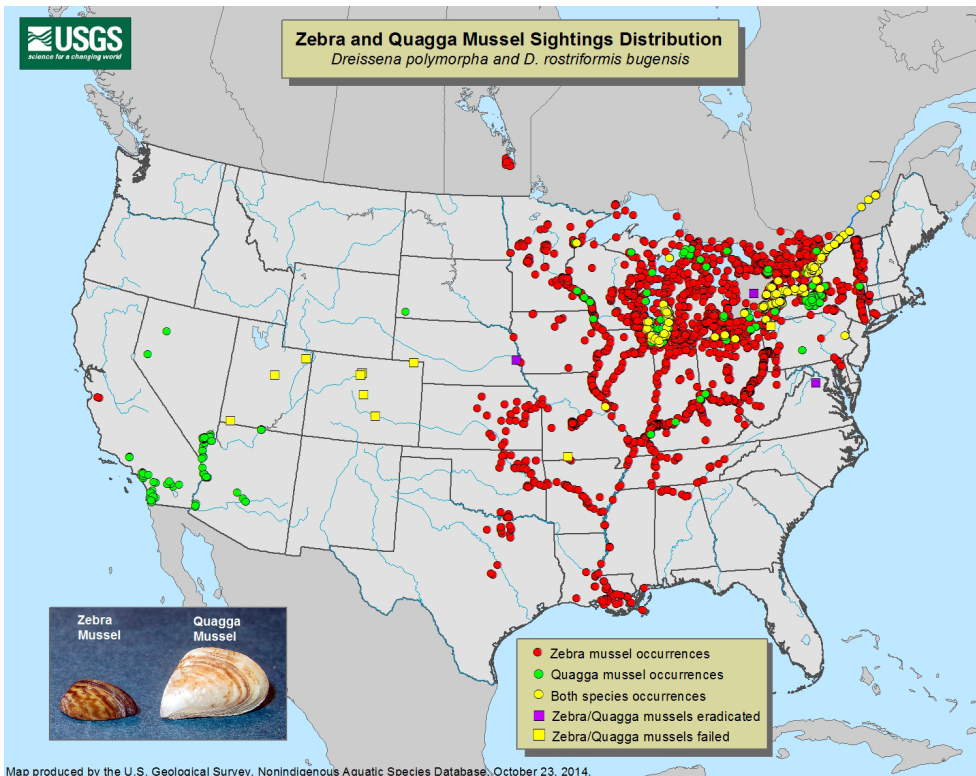 USGS
science for a changing world
Zebra and Quagga Mussel Sightings Distribution
Dreissena polymorpha and D. rostriformis bugensis
Zebra
Mussel
Quagga
Mussel
Zebra mussel occurrences
Quagga mussel occurrences
Both species occurrences
Zebra/Quagga mussels eradicated
Zebra/Quagga mussels failed
Map produced by the U.S. Geological Survey, Nonindigenous Aquatic Species Database, October 23, 2014.